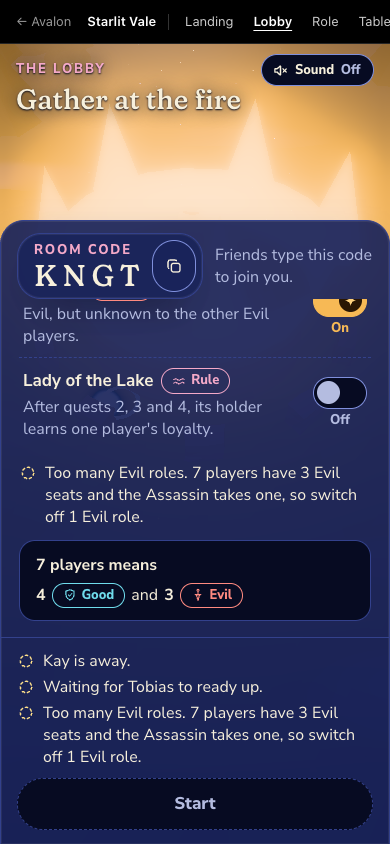 ← Avalon Starlit Vale Landing Lobby Role Table
THE LOBBY
Gather at the fire
Sound Off
ROOM CODE
KNGT
Friends type this code
to join you.
Evil, but unknown to the other Evil
players.
On
Lady of the Lake Rule
After quests 2, 3 and 4, its holder
learns one player's loyalty.
Off
Too many Evil roles. 7 players have 3 Evil
seats and the Assassin takes one, so switch
off 1 Evil role.
7 players means
4 Good and 3 Evil
Kay is away.
Waiting for Tobias to ready up.
Too many Evil roles. 7 players have 3 Evil
seats and the Assassin takes one, so switch
off 1 Evil role.
Start